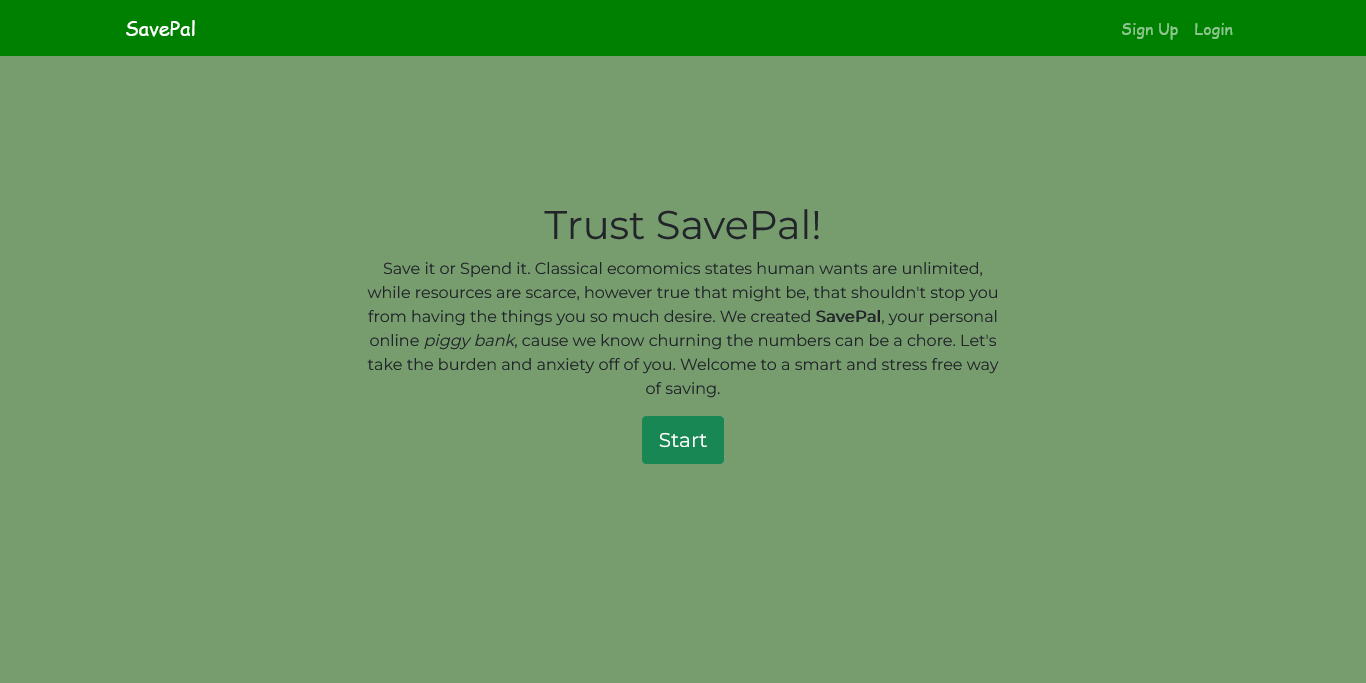 SavePal
Sign Up Login
Trust SavePal!
Save it or Spend it. Classical ecomomics states human wants are unlimited,
while resources are scarce, however true that might be, that shouldn't stop you
from having the things you so much desire. We created SavePal, your personal
online piggy bank, cause we know churning the numbers can be a chore. Let's
take the burden and anxiety off of you. Welcome to a smart and stress free way
of saving.
Start